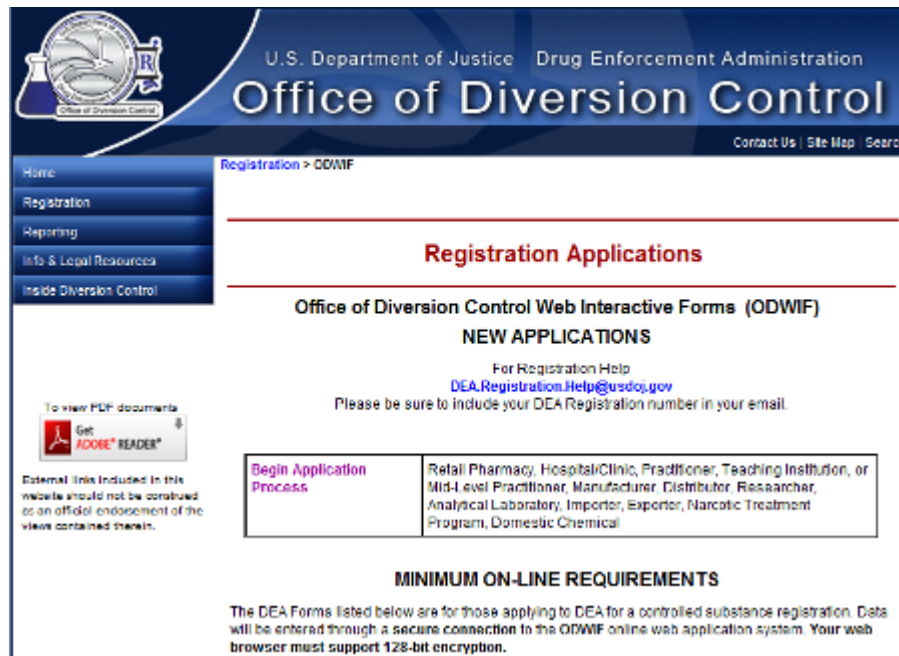 U.S. Department of Justice Drug Enforcement Administration
Office of Diversion Control
R
Office of Diversion Control
Contact Us | Site Map | Searc
Home
Registration
Reporting
Info & Legal Resources
Inside Diversion Control
To view PDF documents
Get
ADOBE® READER®
External links included in this
website should not be construed
as an official endorsement of the
views contained therein.
Registration > ODWIF
Registration Applications
Office of Diversion Control Web Interactive Forms (ODWIF)
NEW APPLICATIONS
For Registration Help
DEA.Registration.Help@usdoj.gov
Please be sure to include your DEA Registration number in your email.
Begin Application
Process
Retail Pharmacy, Hospital/Clinic, Practitioner, Teaching Institution, or
Mid-Level Practitioner, Manufacturer, Distributor, Researcher,
Analytical Laboratory, Importer, Exporter, Narcotic Treatment
Program, Domestic Chemical
MINIMUM ON-LINE REQUIREMENTS
The DEA Forms listed below are for those applying to DEA for a controlled substance registration. Data
will be entered through a secure connection to the ODWIF online web application system. Your web
browser must support 128-bit encryption.